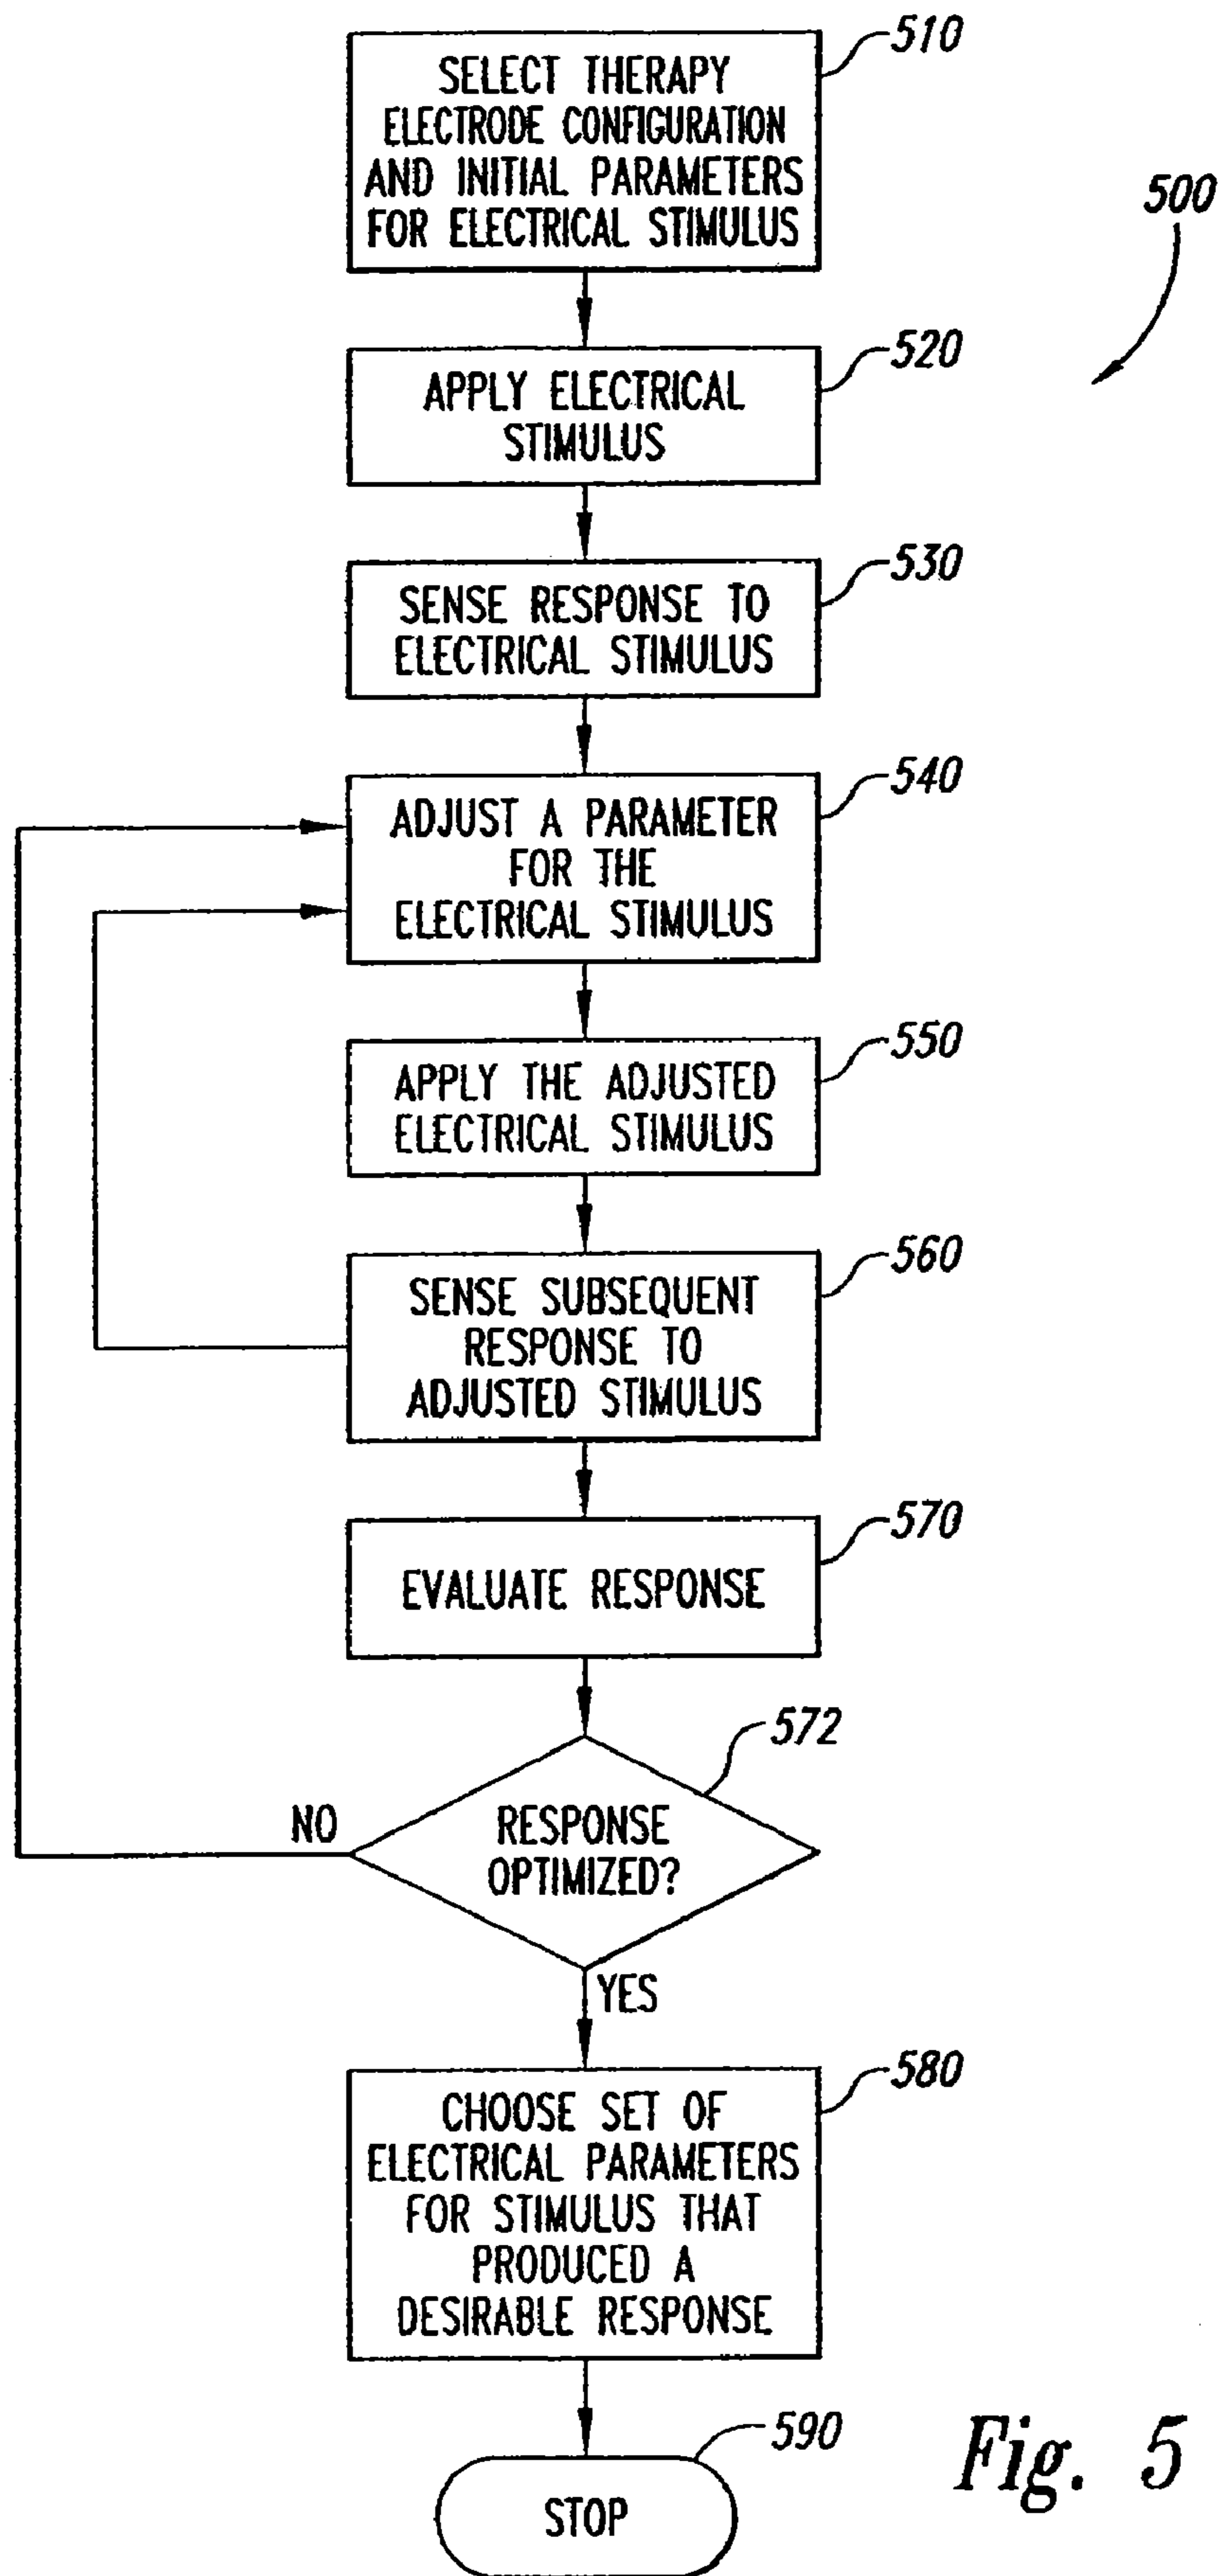 510
SELECT THERAPY
ELECTRODE CONFIGURATION
AND INITIAL PARAMETERS
FOR ELECTRICAL STIMULUS
500
520
APPLY ELECTRICAL
STIMULUS
530
SENSE RESPONSE TO
ELECTRICAL STIMULUS
540
ADJUST A PARAMETER
FOR THE
ELECTRICAL STIMULUS
550
APPLY THE ADJUSTED
ELECTRICAL STIMULUS
560
SENSE SUBSEQUENT
RESPONSE TO
ADJUSTED STIMULUS
570
EVALUATE RESPONSE
572
NO
RESPONSE
OPTIMIZED?
YES
580
CHOOSE SET OF
ELECTRICAL PARAMETERS
FOR STIMULUS THAT
PRODUCED A
DESIRABLE RESPONSE
590
STOP
Fig. 5